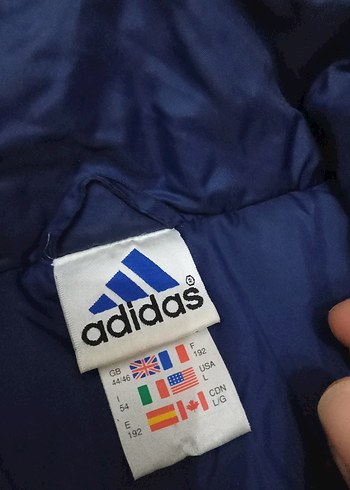 adidas®
GB F
44/46 192
I USA
54 L
E CDN
192 L/G